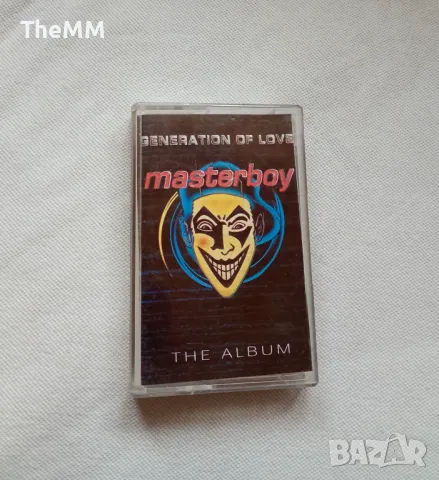 TheMM
GENERATION OF LOVE
masterboy
THE ALBUM
BAZAR